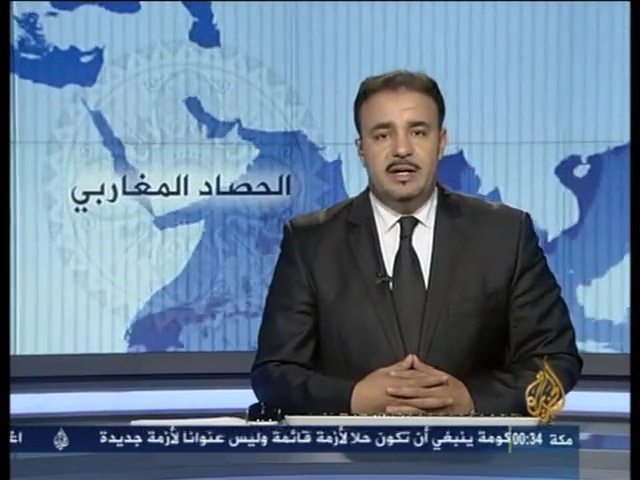 الحصاد المغاربي
مكة 00:34 كومة ينبغي أن تكون حلا لأزمة قائمة وليس عنوانا لأزمة جديدة